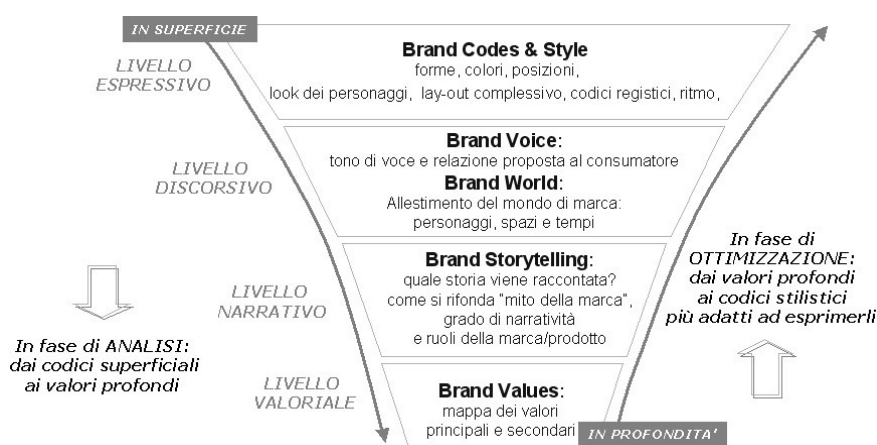 IN SUPERFICIE
LIVELLO
ESPRESSIVO
Brand Codes & Style
forme, colori, posizioni,
look dei personaggi, lay-out complessivo, codici registici, ritmo,
LIVELLO
DISCORSIVO
Brand Voice:
tono di voce e relazione proposta al consumatore
Brand World:
Allestimento del mondo di marca:
personaggi, spazi e tempi
LIVELLO
NARRATIVO
Brand Storytelling:
quale storia viene raccontata?
come si rifonda "mito della marca",
grado di narratività
e ruoli della marca/prodotto
In fase di ANALISI:
dai codici superficiali
ai valori profondi
In fase di
OTTIMIZZAZIONE:
dai valori profondi
ai codici stilistici
più adatti ad esprimerli
LIVELLO
VALORIALE
Brand Values:
mappa dei valori
principali e secondari
IN PROFONDITA'